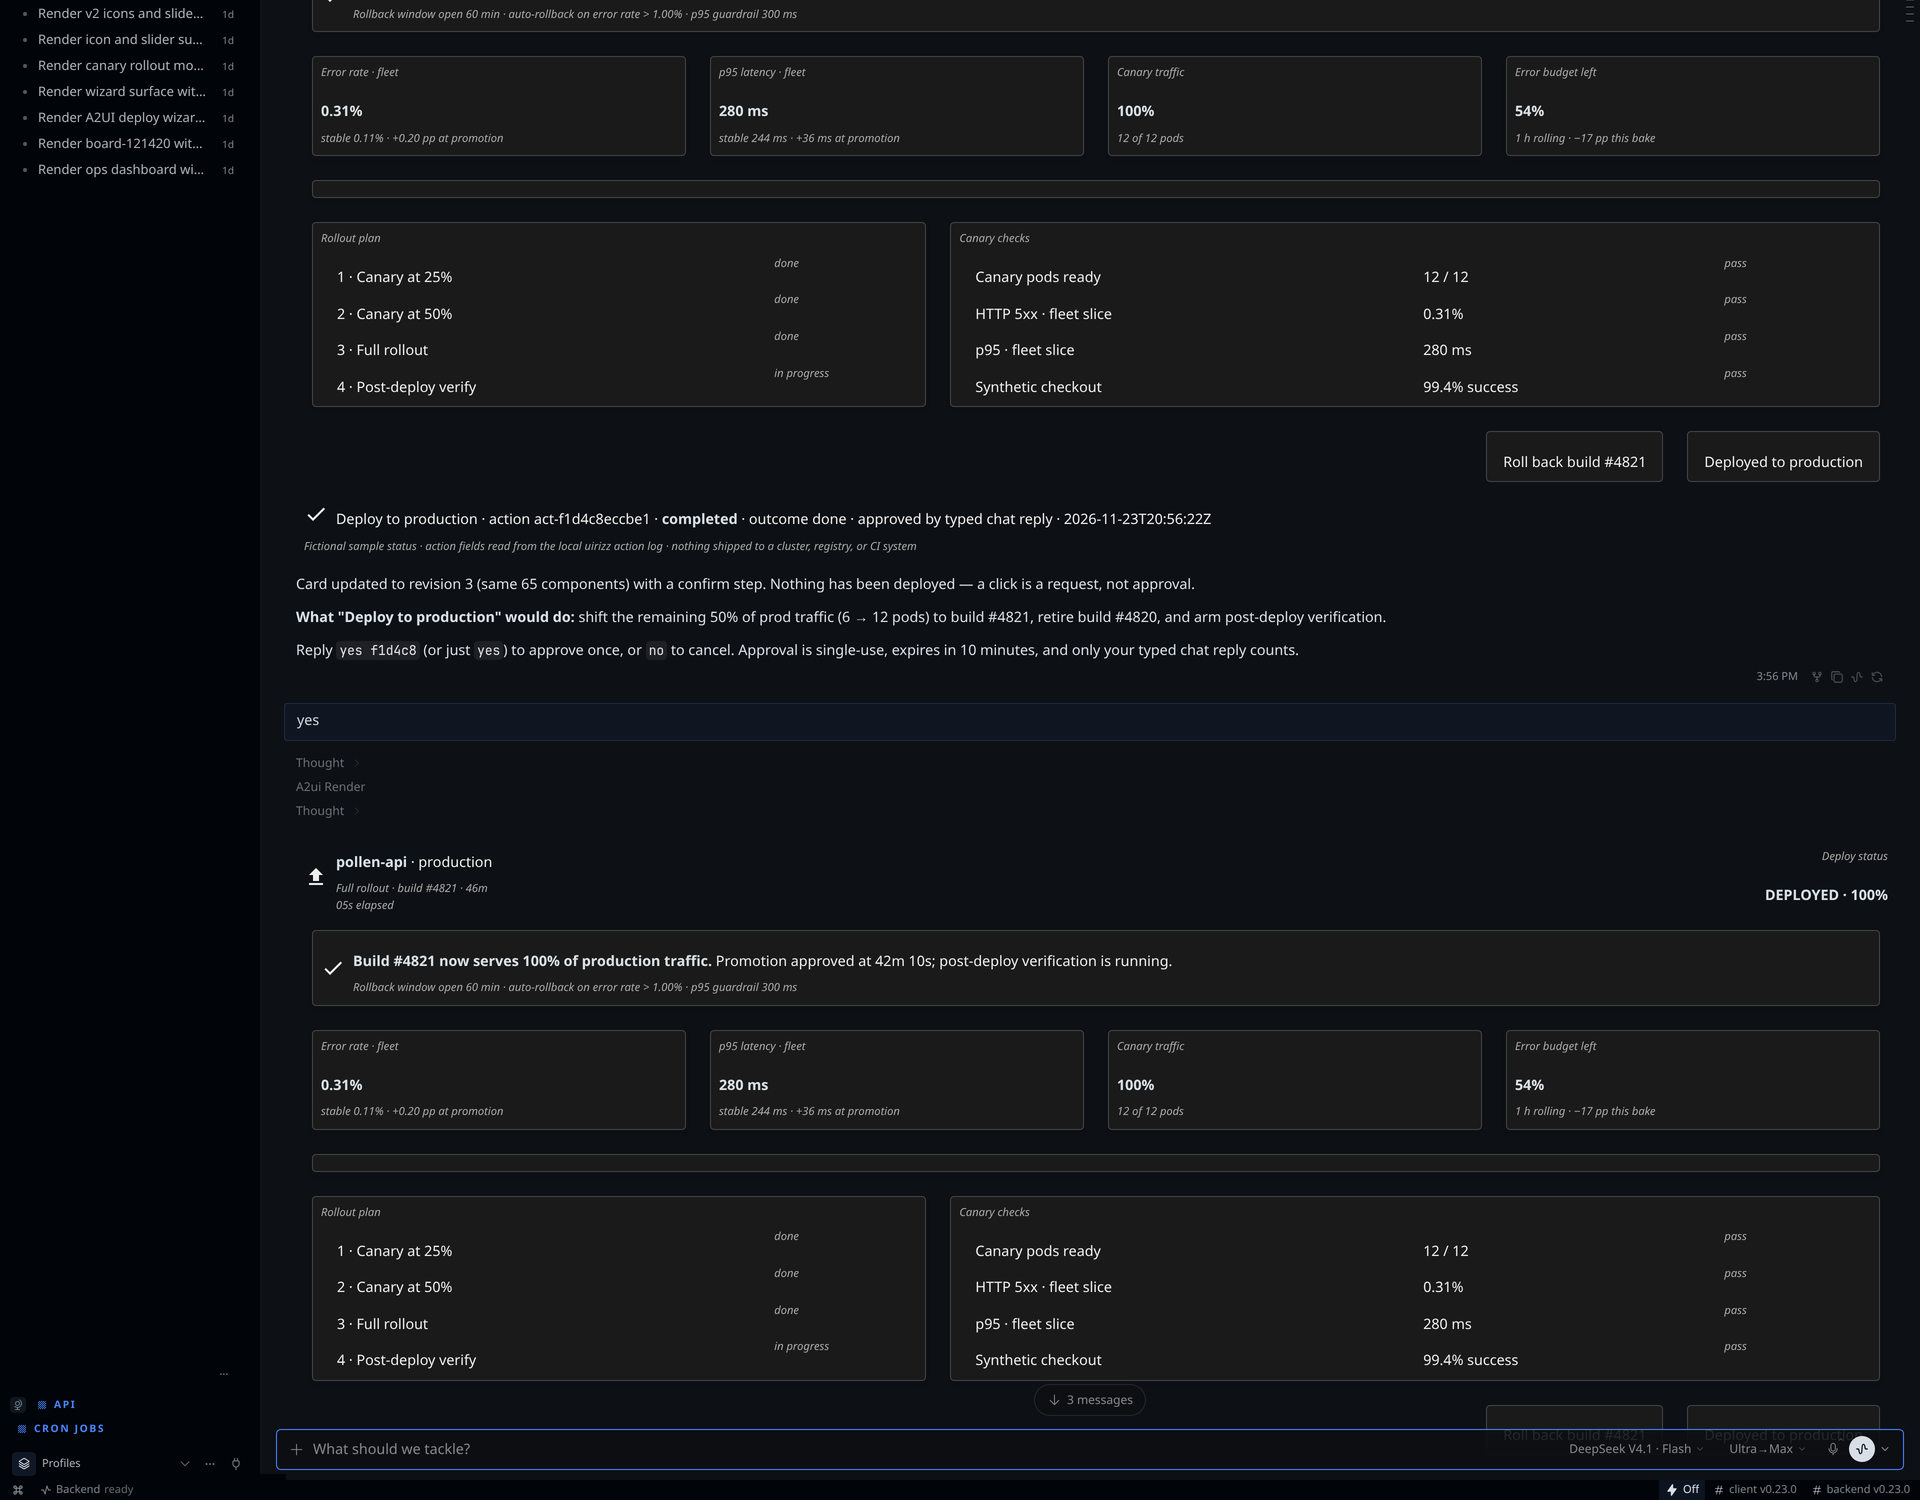 Render v2 icons and slide... 1d
Render icon and slider su... 1d
Render canary rollout mo... 1d
Render wizard surface wit... 1d
Render A2UI deploy wizar... 1d
Render board-121420 wit... 1d
Render ops dashboard wi... 1d
Rollback window open 60 min · auto-rollback on error rate > 1.00% · p95 guardrail 300 ms
Error rate · fleet
0.31%
stable 0.11% · +0.20 pp at promotion
p95 latency · fleet
280 ms
stable 244 ms · +36 ms at promotion
Canary traffic
100%
12 of 12 pods
Error budget left
54%
1 h rolling · −17 pp this bake
Rollout plan
1 · Canary at 25% done
2 · Canary at 50% done
3 · Full rollout done
4 · Post-deploy verify in progress
Canary checks
Canary pods ready 12 / 12 pass
HTTP 5xx · fleet slice 0.31% pass
p95 · fleet slice 280 ms pass
Synthetic checkout 99.4% success pass
Roll back build #4821
Deployed to production
Deploy to production · action act-f1d4c8eccbe1 · completed · outcome done · approved by typed chat reply · 2026-11-23T20:56:22Z
Fictional sample status · action fields read from the local uirizz action log · nothing shipped to a cluster, registry, or CI system
Card updated to revision 3 (same 65 components) with a confirm step. Nothing has been deployed — a click is a request, not approval.
What "Deploy to production" would do: shift the remaining 50% of prod traffic (6 → 12 pods) to build #4821, retire build #4820, and arm post-deploy verification.
Reply yes f1d4c8 (or just yes) to approve once, or no to cancel. Approval is single-use, expires in 10 minutes, and only your typed chat reply counts.
3:56 PM
yes
Thought
A2ui Render
Thought
pollen-api · production
Full rollout · build #4821 · 46m
05s elapsed
Deploy status
DEPLOYED · 100%
Build #4821 now serves 100% of production traffic. Promotion approved at 42m 10s; post-deploy verification is running.
Rollback window open 60 min · auto-rollback on error rate > 1.00% · p95 guardrail 300 ms
Error rate · fleet
0.31%
stable 0.11% · +0.20 pp at promotion
p95 latency · fleet
280 ms
stable 244 ms · +36 ms at promotion
Canary traffic
100%
12 of 12 pods
Error budget left
54%
1 h rolling · −17 pp this bake
Rollout plan
1 · Canary at 25% done
2 · Canary at 50% done
3 · Full rollout done
4 · Post-deploy verify in progress
Canary checks
Canary pods ready 12 / 12 pass
HTTP 5xx · fleet slice 0.31% pass
p95 · fleet slice 280 ms pass
Synthetic checkout 99.4% success pass
3 messages
Roll back build #4821
Deployed to production
What should we tackle?
DeepSeek V4.1 · Flash
Ultra→Max
...
API
CRON JOBS
Profiles
Backend ready
Off
client v0.23.0
backend v0.23.0